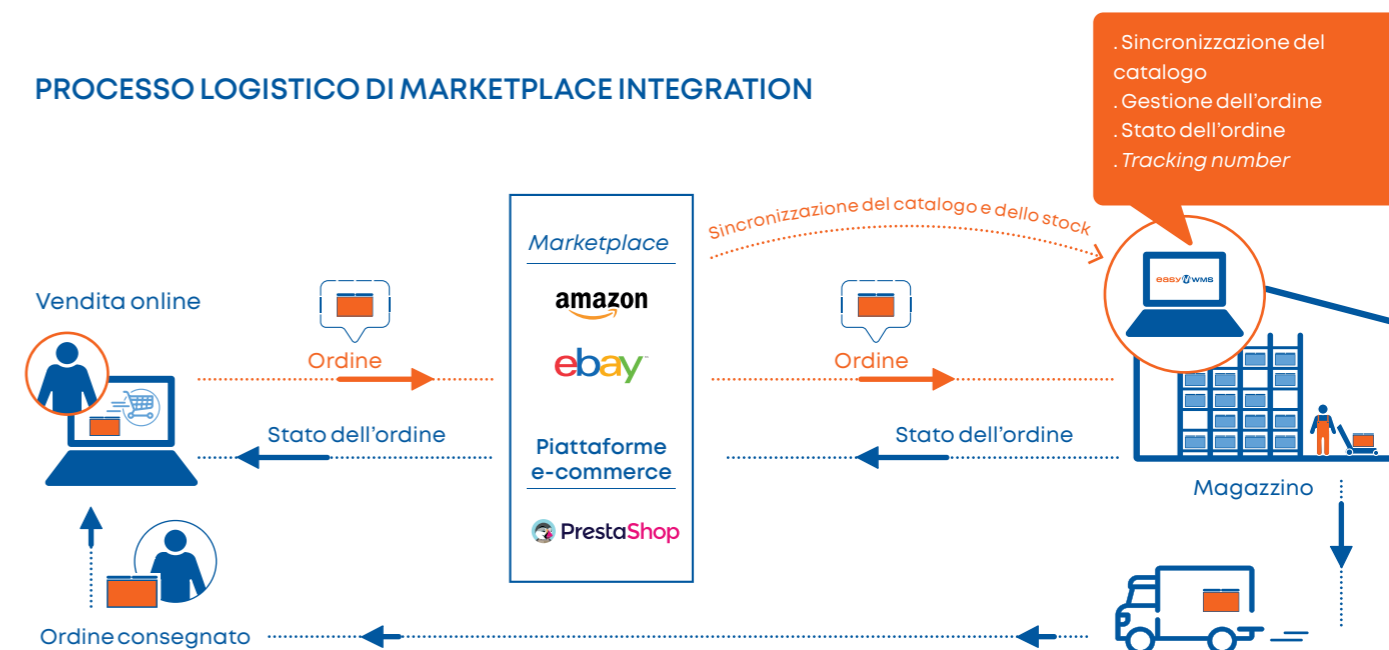 PROCESSO LOGISTICO DI MARKETPLACE INTEGRATION
. Sincronizzazione del
catalogo
. Gestione dell'ordine
. Stato dell'ordine
. Tracking number
Sincronizzazione del catalogo e dello stock
Marketplace
amazon
ebay
Piattaforme
e-commerce
PrestaShop
Vendita online
Ordine
Stato dell'ordine
Ordine
Stato dell'ordine
easy WMS
Magazzino
Ordine consegnato